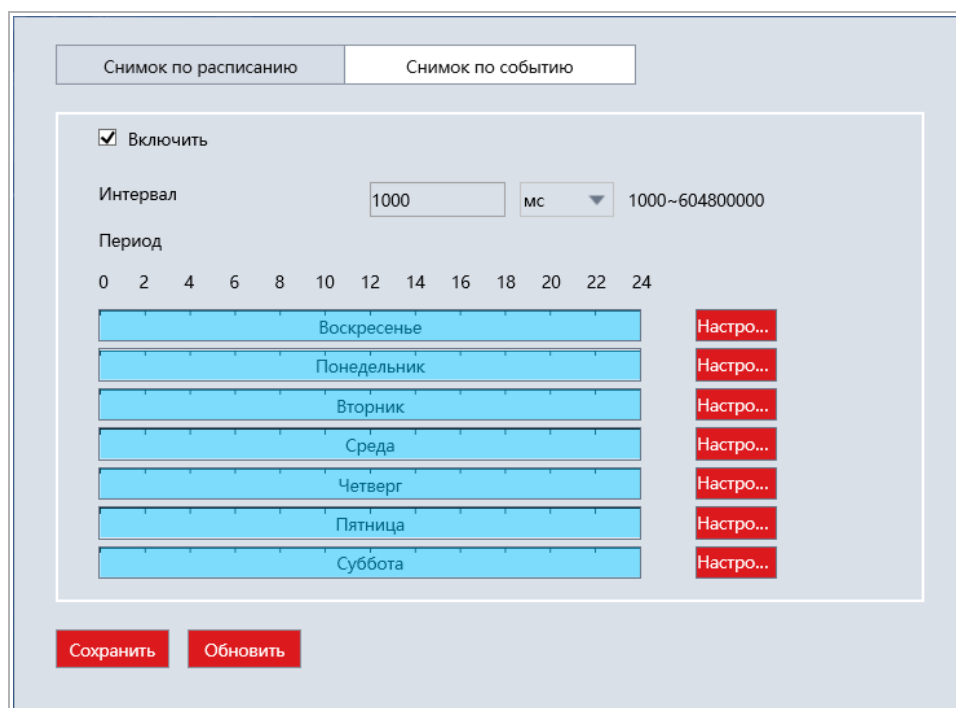 Снимок по расписанию Снимок по событию
Включить
Интервал 1000 мс 1000~604800000
Период
0 2 4 6 8 10 12 14 16 18 20 22 24
Воскресенье Настро...
Понедельник Настро...
Вторник Настро...
Среда Настро...
Четверг Настро...
Пятница Настро...
Суббота Настро...
Сохранить Обновить